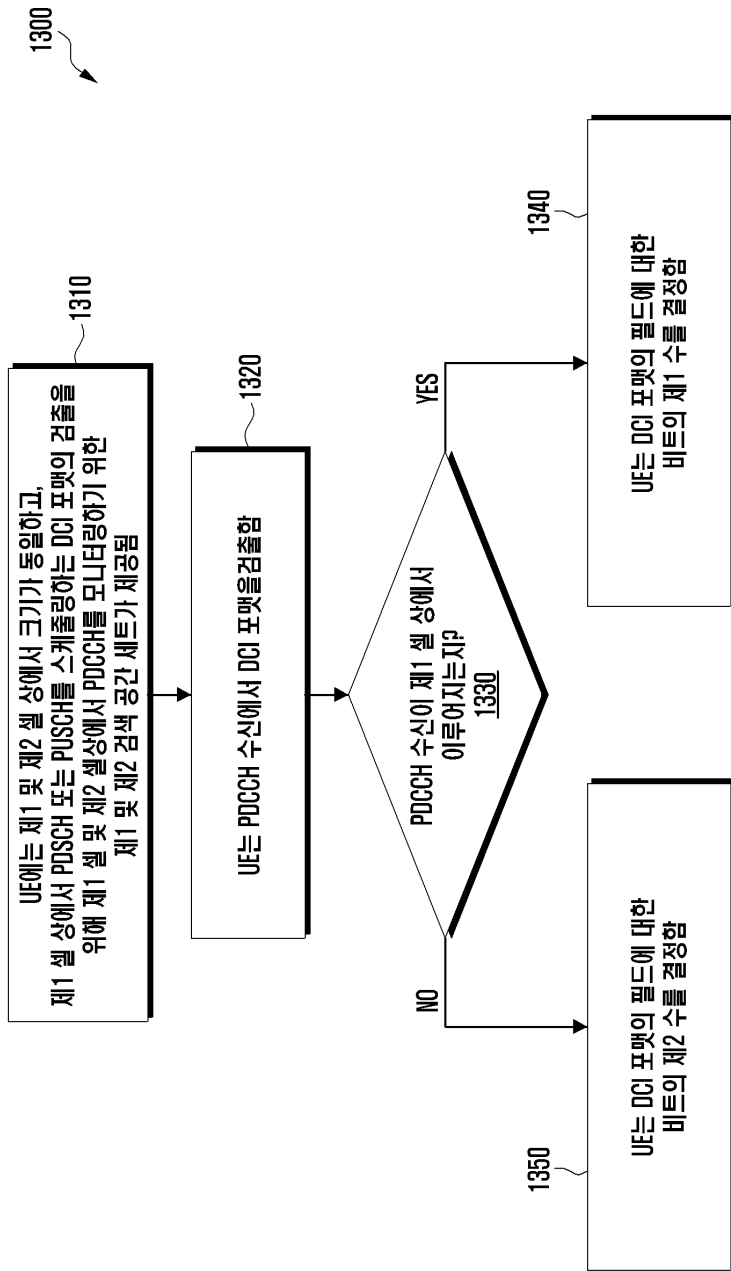 1300
1310
UE에는 제1 및 제2 셀 상에서 크기가 동일하고,
제1 셀 상에서 PDSCH 또는 PUSCH를 스케줄링하는 DCI 포맷의 검출을
위해 제1 셀 및 제2 셀상에서 PDCCH를 모니터링하기 위한
제1 및 제2 검색 공간 세트가 제공됨
1320
UE는 PDCCH 수신에서 DCI 포맷을검출함
PDCCH 수신이 제1 셀 상에서
이루어지는지?
1330
NO
YES
1350
UE는 DCI 포맷의 필드에 대한
비트의 제2 수를 결정함
1340
UE는 DCI 포맷의 필드에 대한
비트의 제1 수를 결정함